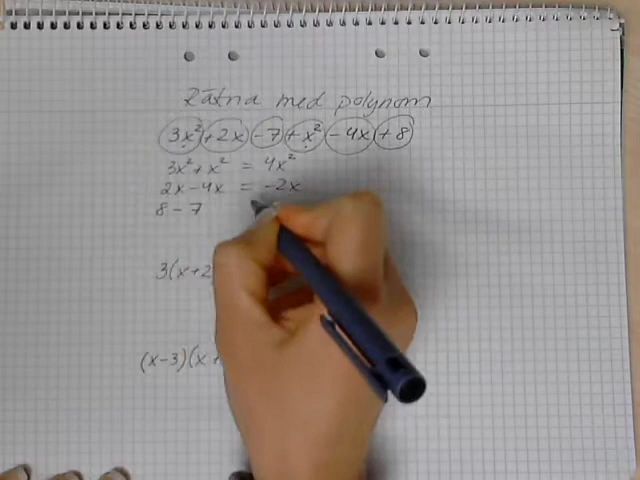 Räkna med polynom
3x²+2x-7+x²-4x+8
3x²+x² = 4x²
2x-4x = -2x
8-7
3(x+2
(x-3)(x+